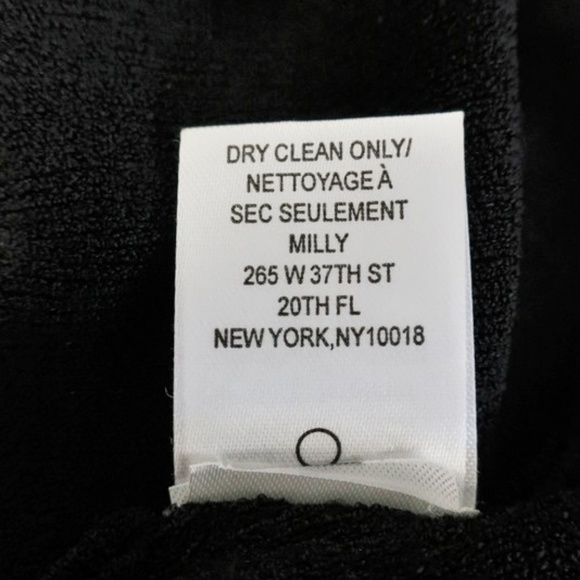 DRY CLEAN ONLY/
NETTOYAGE À
SEC SEULEMENT
MILLY
265 W 37TH ST
20TH FL
NEW YORK,NY10018